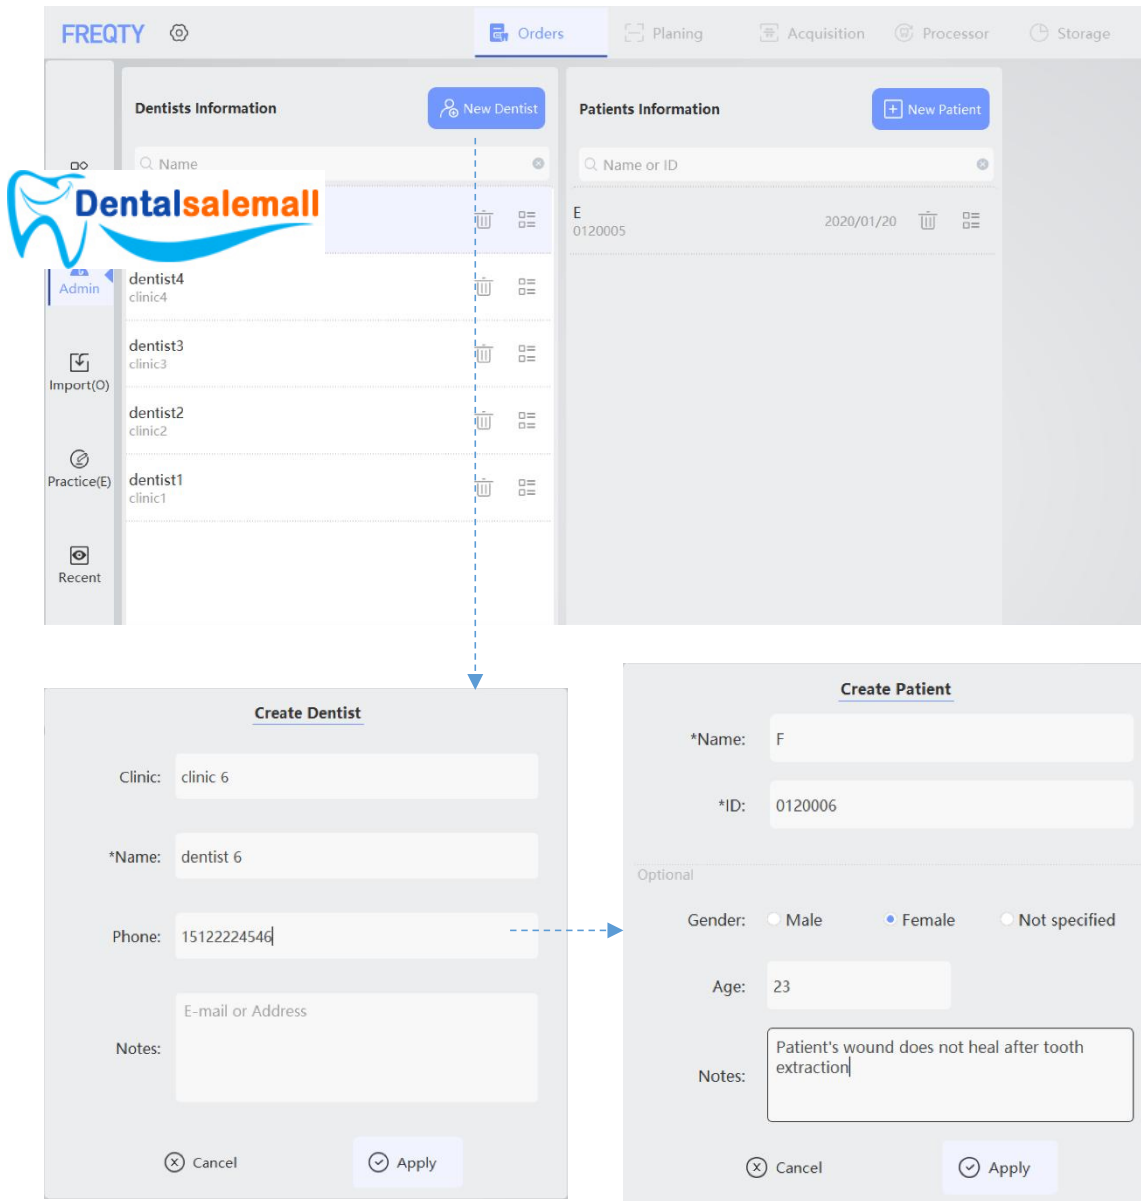 FREQTY
Orders
Planing
Acquisition
Processor
Storage
Dentists Information
New Dentist
Patients Information
New Patient
Name
Name or ID
Dentalsalemall
E
0120005
2020/01/20
Admin
dentist4
clinic4
dentist3
clinic3
Import(O)
dentist2
clinic2
Practice(E)
dentist1
clinic1
Recent
Create Dentist
Clinic: clinic 6
*Name: dentist 6
Phone: 15122224546
E-mail or Address
Notes:
Cancel
Apply
Create Patient
*Name: F
*ID: 0120006
Optional
Gender: Male Female Not specified
Age: 23
Patient's wound does not heal after tooth
extraction
Notes:
Cancel
Apply